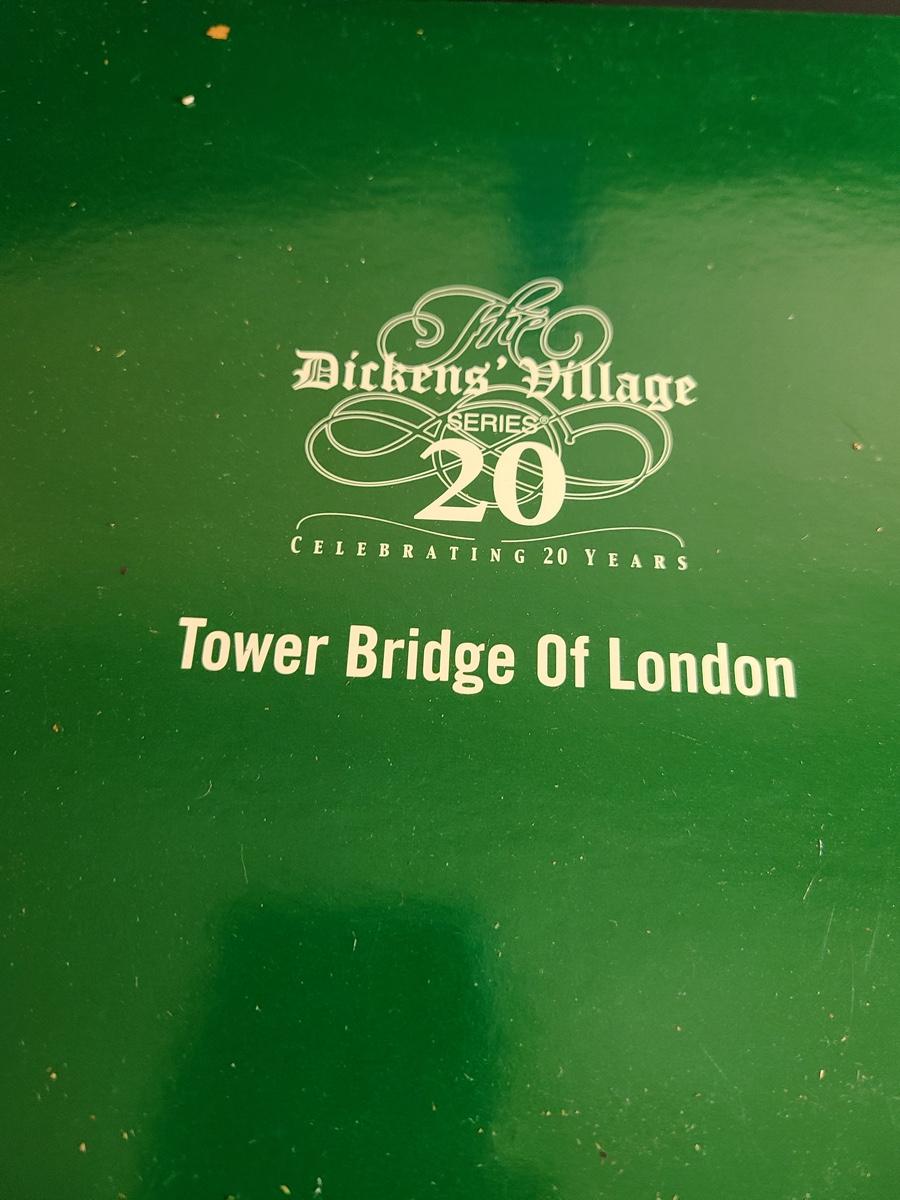 The
Dickens' Village
SERIES®
20
CELEBRATING 20 YEARS
Tower Bridge Of London